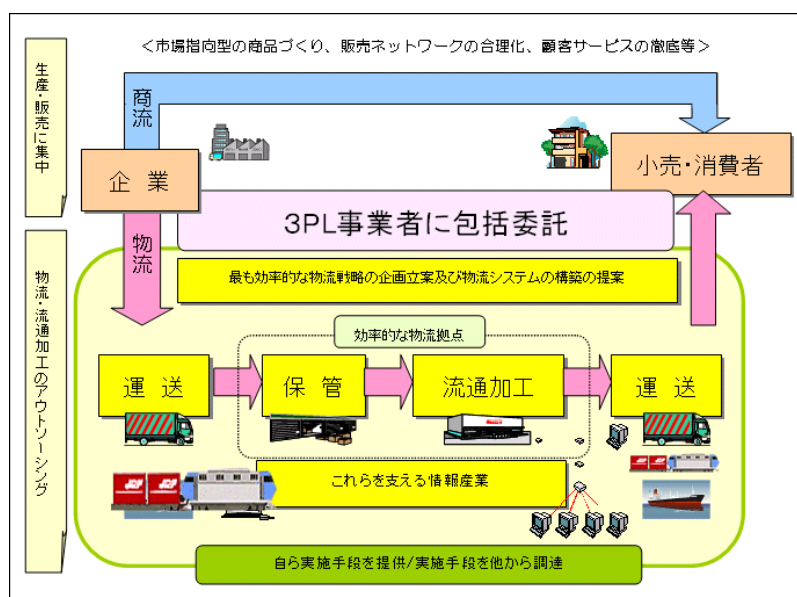 ＜市場指向型の商品づくり、販売ネットワークの合理化、顧客サービスの徹底等＞
生産・販売に集中
商流
企業
小売・消費者
3PL事業者に包括委託
物流
物流・流通加工のアウトソーシング
最も効率的な物流戦略の企画立案及び物流システムの構築の提案
効率的な物流拠点
運送
保管
流通加工
運送
これらを支える情報産業
自ら実施手段を提供/実施手段を他から調達